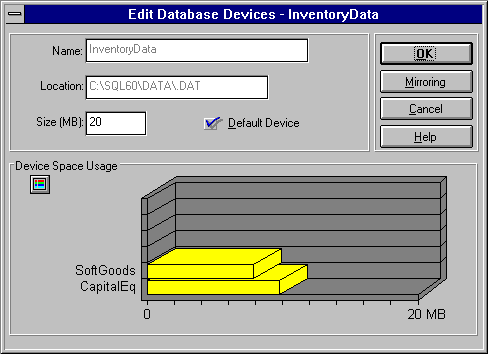 Edit Database Devices - InventoryData
Name: InventoryData
Location: C:\SQL60\DATA\.DAT
Size (MB): 20
Default Device
OK
Mirroring
Cancel
Help
Device Space Usage
SoftGoods
CapitalEq
0 20 MB